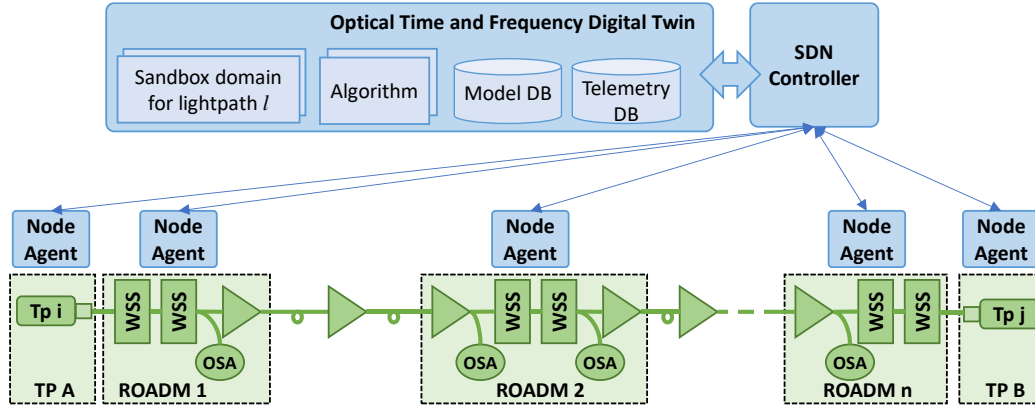 Optical Time and Frequency Digital Twin
Sandbox domain
for lightpath l
Algorithm
Model DB
Telemetry
DB
SDN
Controller
Node
Agent
Node
Agent
Node
Agent
Node
Agent
Node
Agent
Tp i
WSS
WSS
OSA
OSA
WSS
WSS
OSA
OSA
WSS
WSS
Tp j
TP A
ROADM 1
ROADM 2
ROADM n
TP B